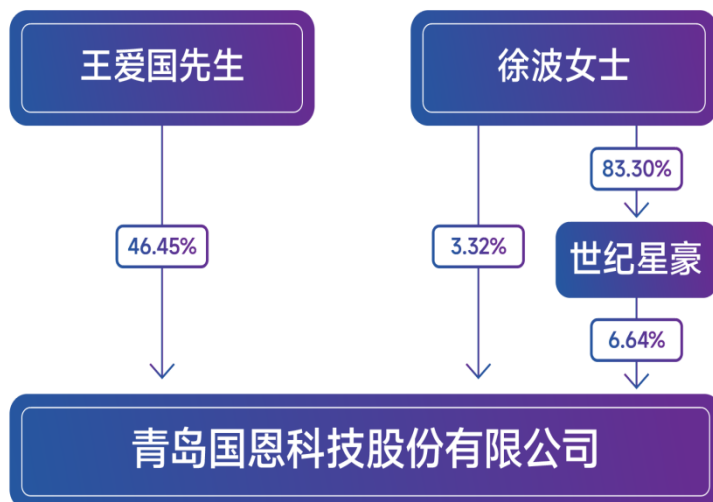 王爱国先生
徐波女士
83.30%
46.45%
3.32%
世纪星豪
6.64%
青岛国恩科技股份有限公司